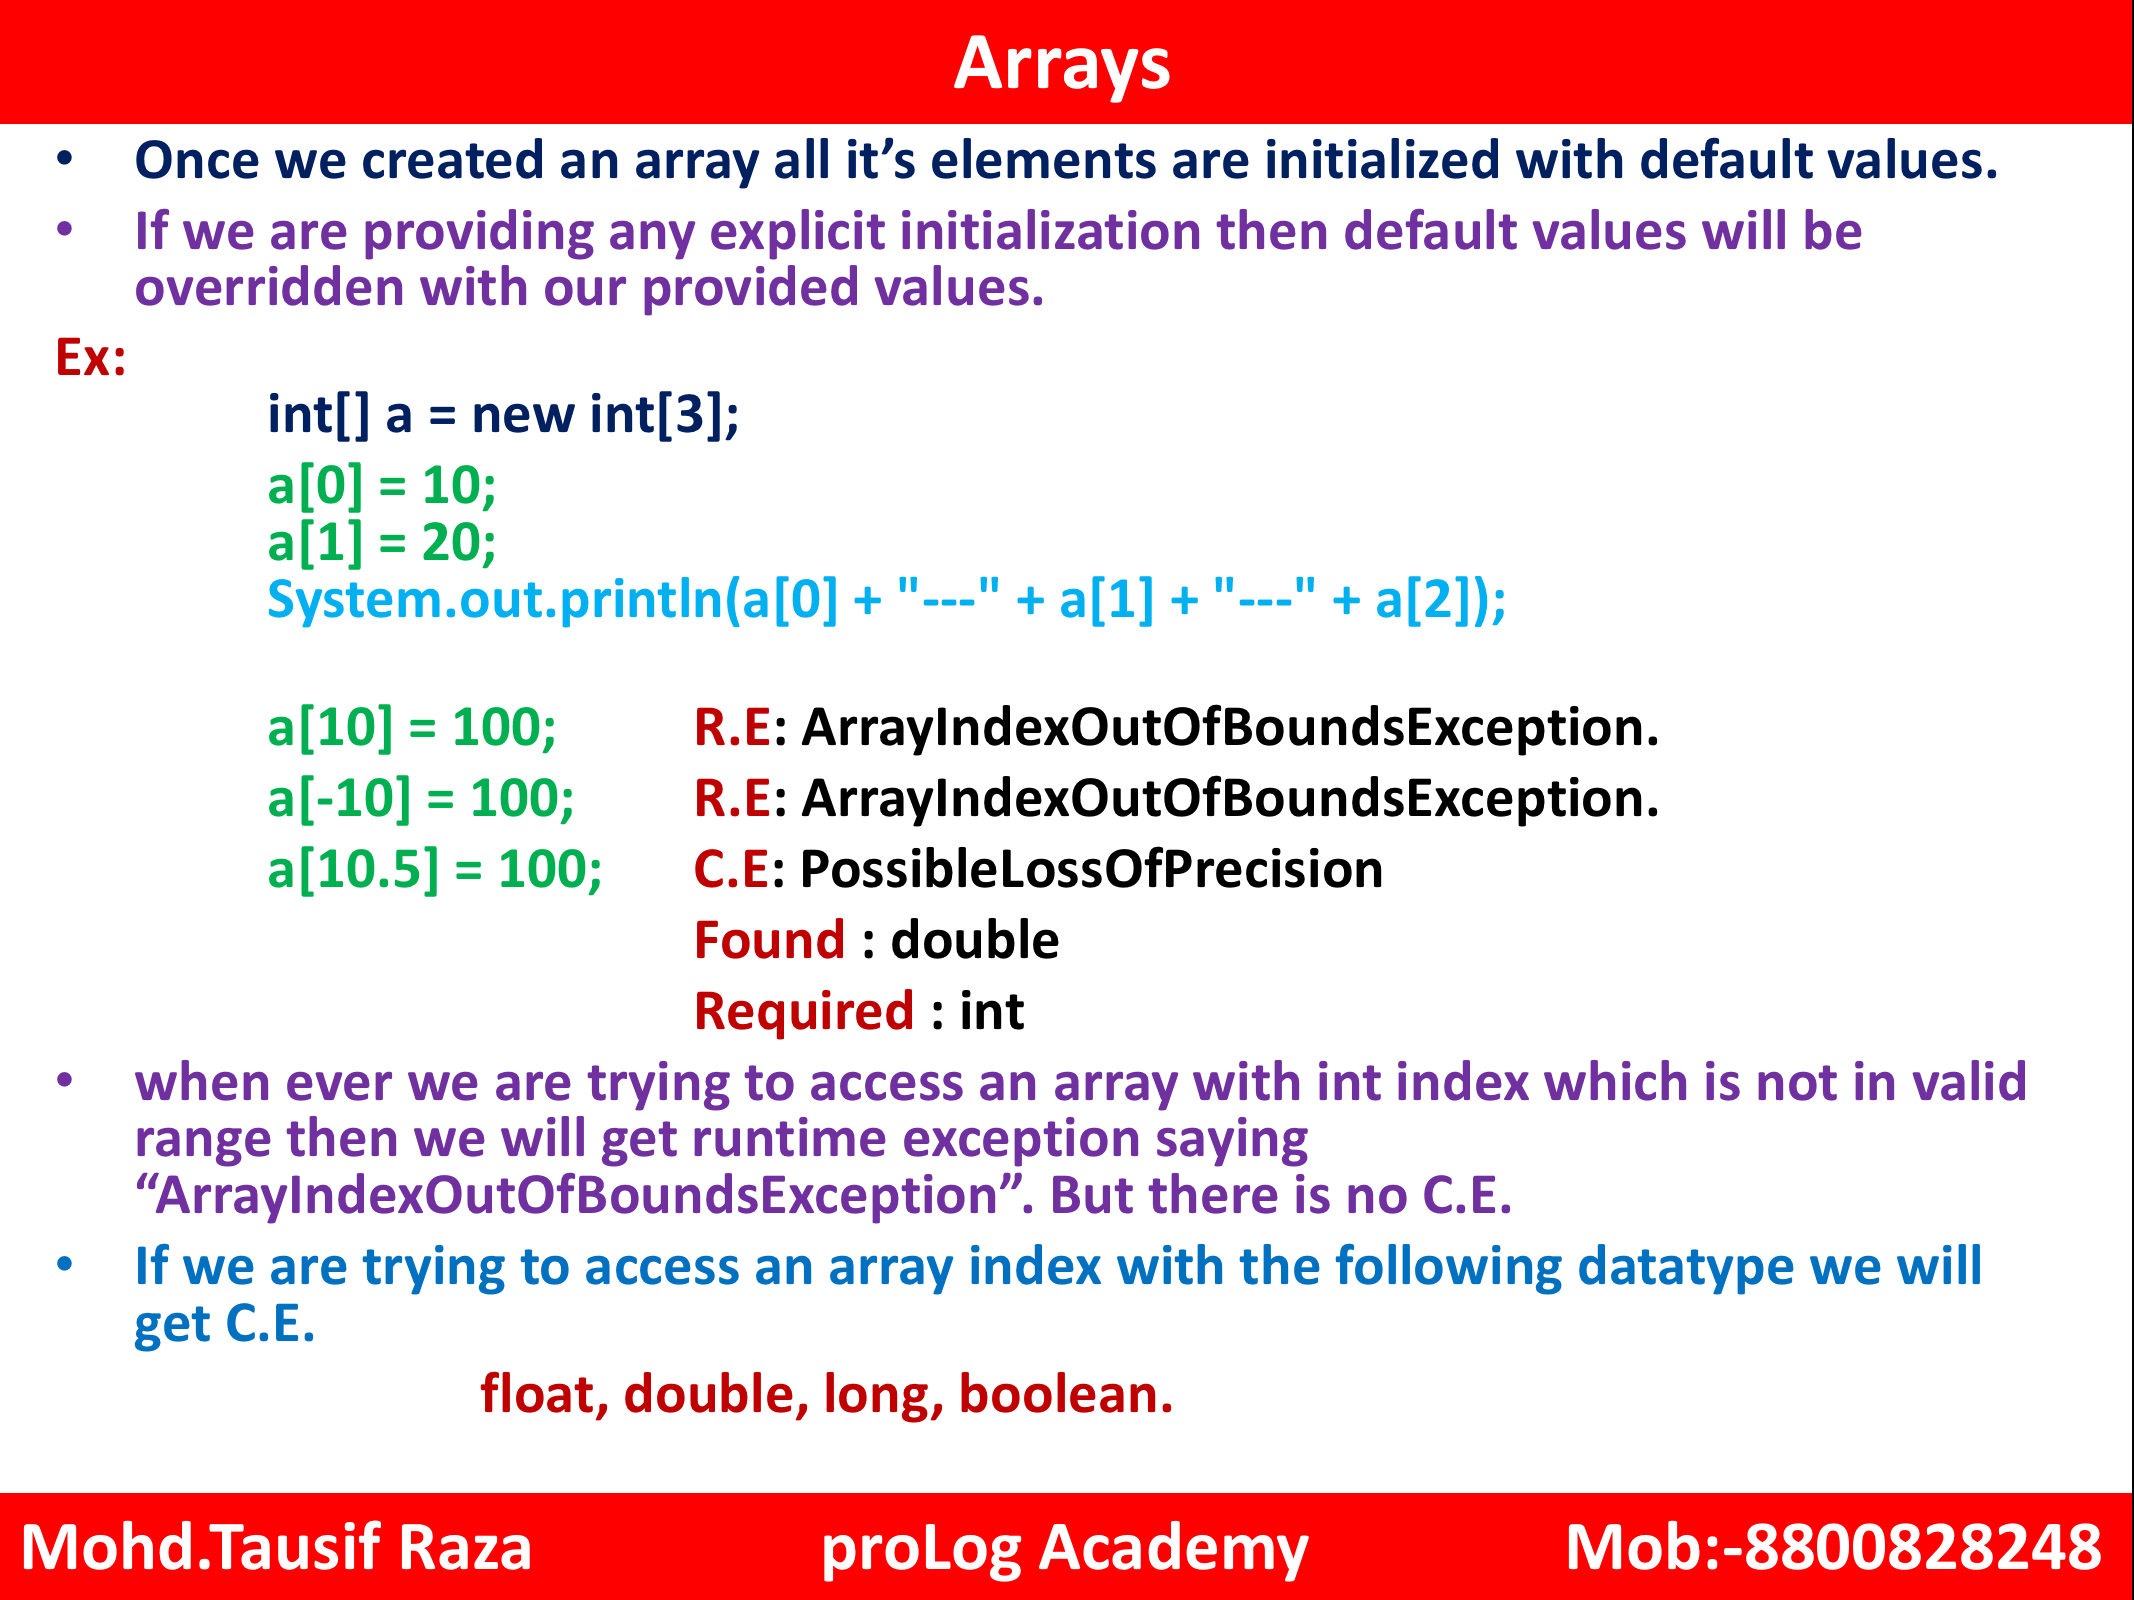 Arrays
• Once we created an array all it’s elements are initialized with default values.
• If we are providing any explicit initialization then default values will be
overridden with our provided values.
Ex:
int[] a = new int[3];
a[0] = 10;
a[1] = 20;
System.out.println(a[0] + "---" + a[1] + "---" + a[2]);
a[10] = 100; R.E: ArrayIndexOutOfBoundsException.
a[-10] = 100; R.E: ArrayIndexOutOfBoundsException.
a[10.5] = 100; C.E: PossibleLossOfPrecision
Found : double
Required : int
• when ever we are trying to access an array with int index which is not in valid
range then we will get runtime exception saying
“ArrayIndexOutOfBoundsException”. But there is no C.E.
• If we are trying to access an array index with the following datatype we will
get C.E.
float, double, long, boolean.
Mohd.Tausif Raza proLog Academy Mob:-8800828248